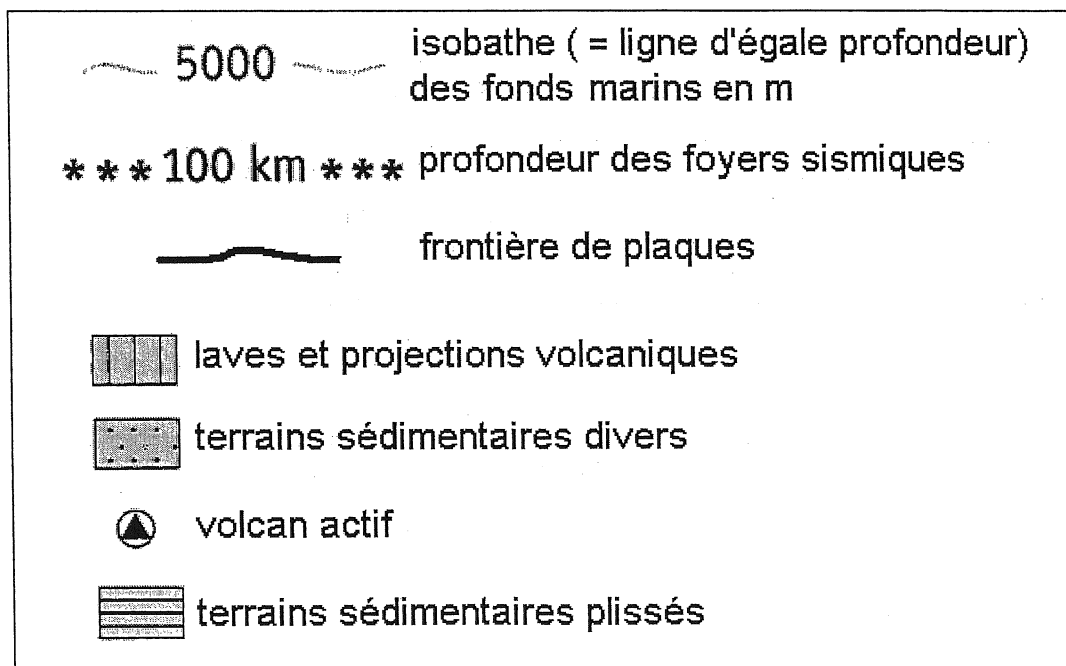 5000 isobathe ( = ligne d'égale profondeur)
des fonds marins en m
*** 100 km *** profondeur des foyers sismiques
frontière de plaques
laves et projections volcaniques
terrains sédimentaires divers
volcan actif
terrains sédimentaires plissés